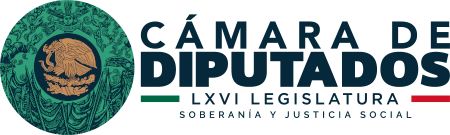 CÁMARA DE
DIPUTADOS
LXVI LEGISLATURA
SOBERANÍA Y JUSTICIA SOCIAL